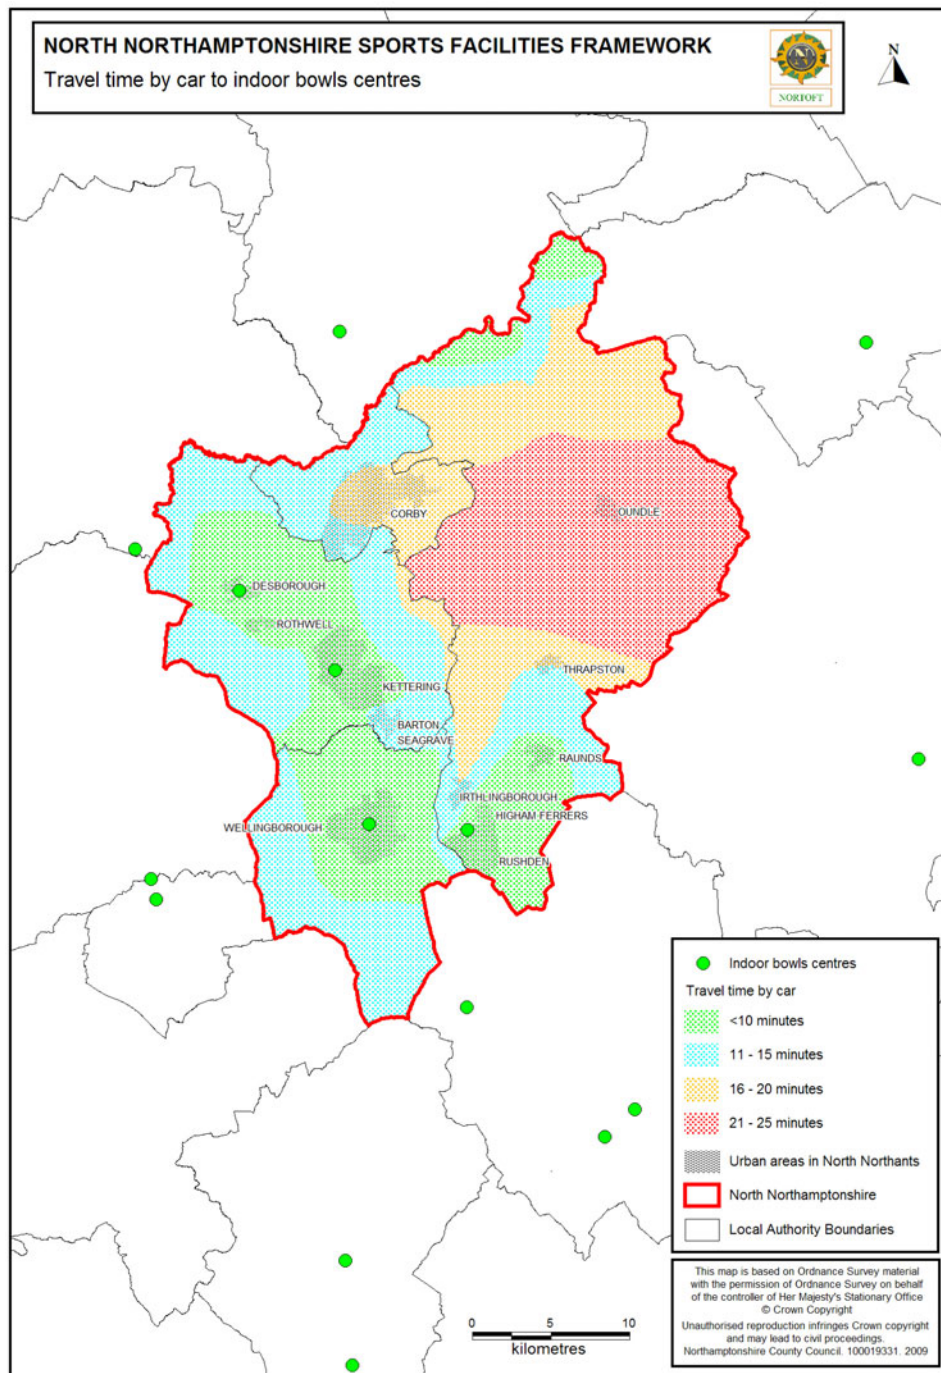 NORTH NORTHAMPTONSHIRE SPORTS FACILITIES FRAMEWORK
Travel time by car to indoor bowls centres
N
NORTOFT
N
CORBY
OUNDLE
DESBOROUGH
ROTHWELL
THRAPSTON
KETTERING
BARTON
SEAGRAVE
RAUNDS
IRTHLINGBOROUGH
HIGHAM FERRERS
WELLINGBOROUGH
RUSHDEN
Indoor bowls centres
Travel time by car
<10 minutes
11 - 15 minutes
16 - 20 minutes
21 - 25 minutes
Urban areas in North Northants
North Northamptonshire
Local Authority Boundaries
This map is based on Ordnance Survey material
with the permission of Ordnance Survey on behalf
of the controller of Her Majesty's Stationary Office
© Crown Copyright
Unauthorised reproduction infringes Crown copyright
and may lead to civil proceedings.
Northamptonshire County Council. 100019331. 2009
0 5 10
kilometres